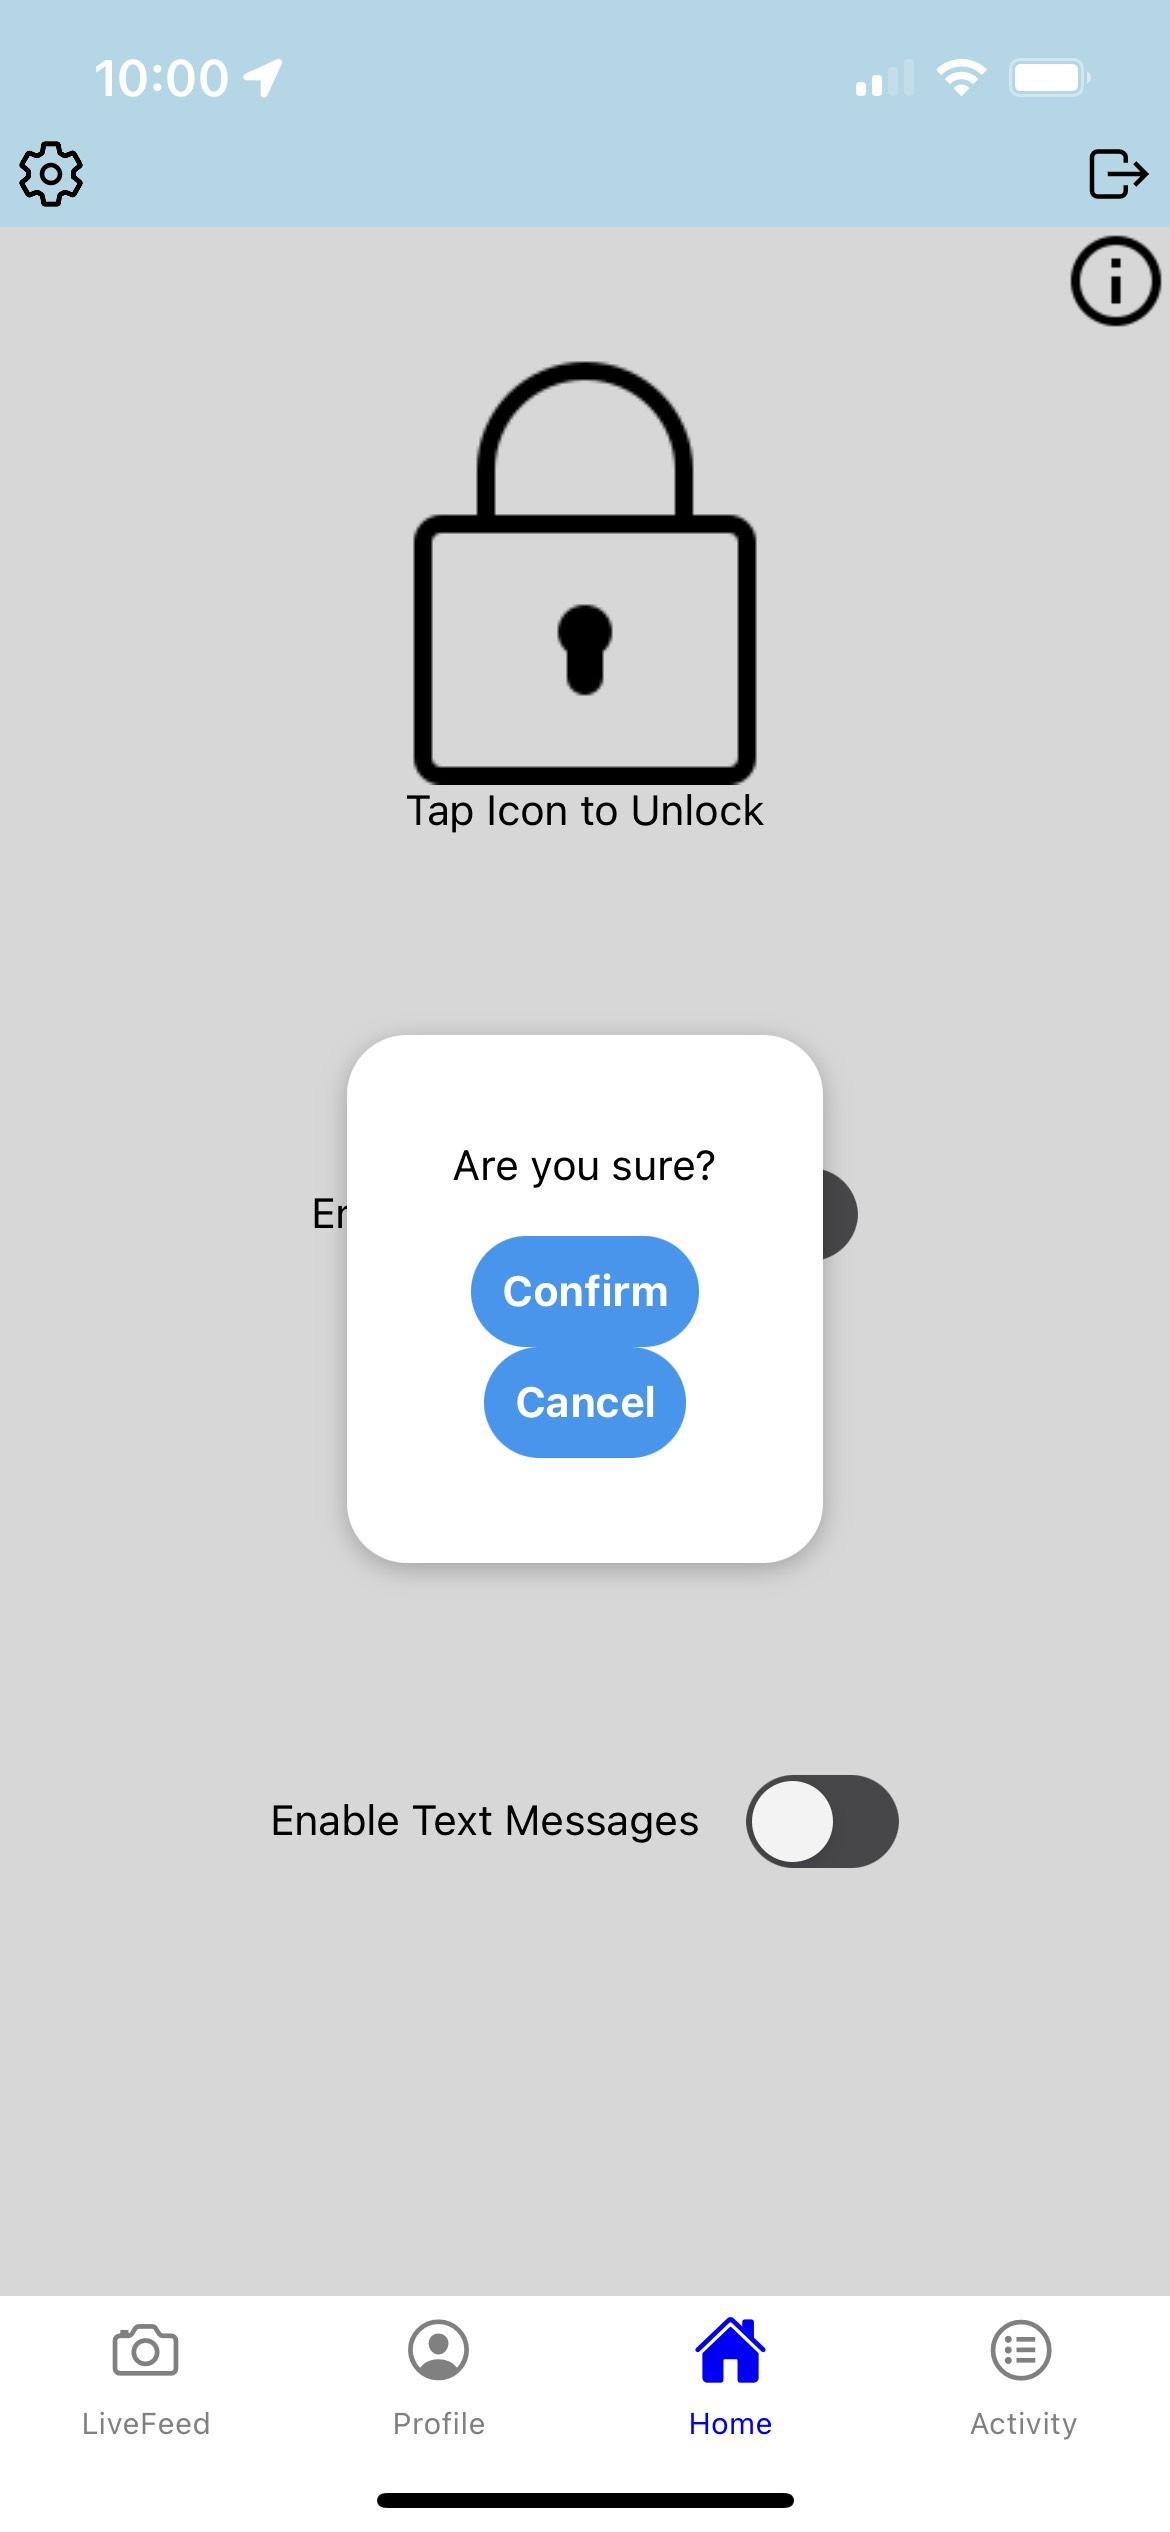 10:00
Tap Icon to Unlock
Are you sure?
Confirm
Cancel
Enable Text Messages
LiveFeed
Profile
Home
Activity